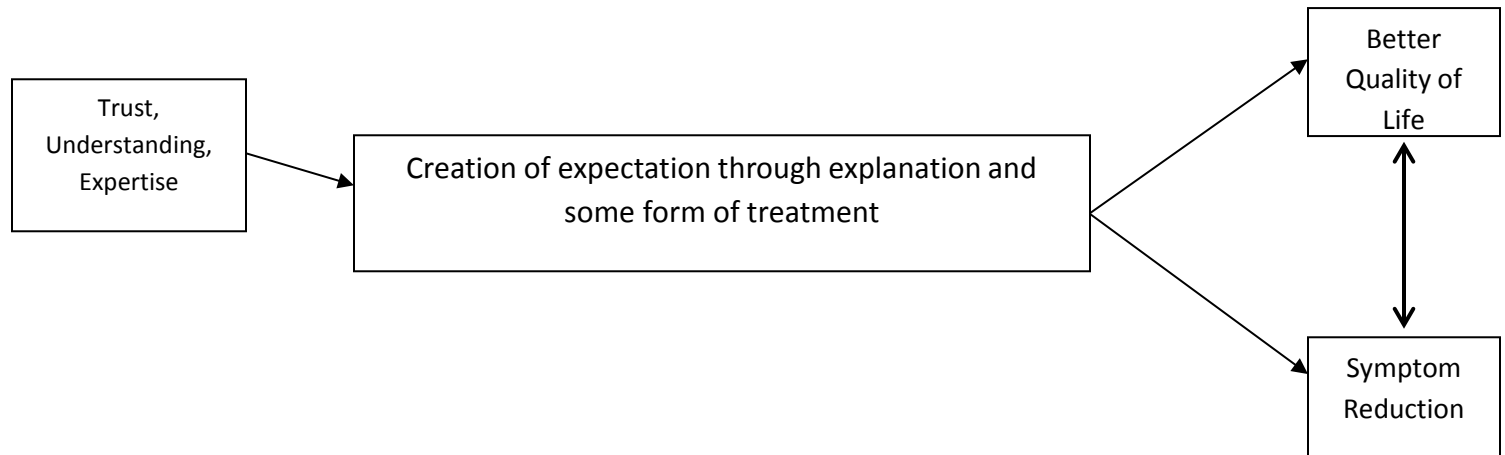 Trust,
Understanding,
Expertise
Creation of expectation through explanation and
some form of treatment
Better
Quality of
Life
Symptom
Reduction